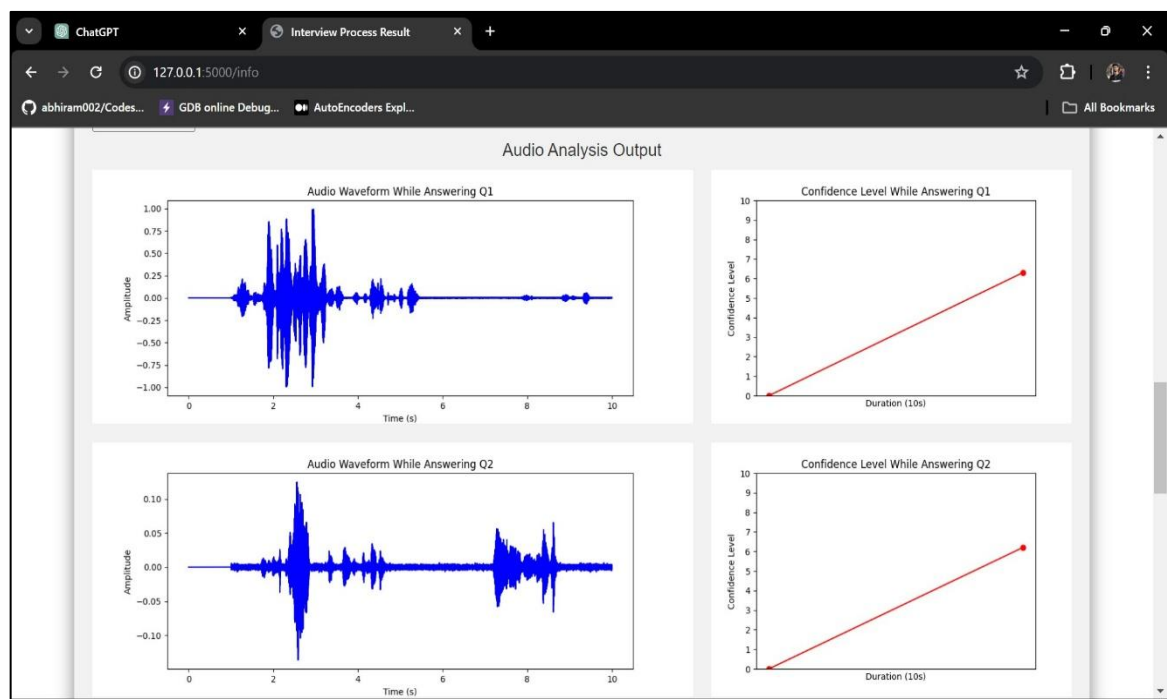 ChatGPT
Interview Process Result
127.0.0.1:5000/info
abhiram002/Codes...
GDB online Debug...
AutoEncoders Expl...
All Bookmarks
Audio Analysis Output
Audio Waveform While Answering Q1
1.00
0.75
0.50
0.25
0.00
−0.25
−0.50
−0.75
−1.00
Amplitude
0 2 4 6 8 10
Time (s)
Confidence Level While Answering Q1
10
9
8
7
6
5
4
3
2
1
0
Confidence Level
Duration (10s)
Audio Waveform While Answering Q2
0.10
0.05
0.00
−0.05
−0.10
Amplitude
0 2 4 6 8 10
Time (s)
Confidence Level While Answering Q2
10
9
8
7
6
5
4
3
2
1
0
Confidence Level
Duration (10s)